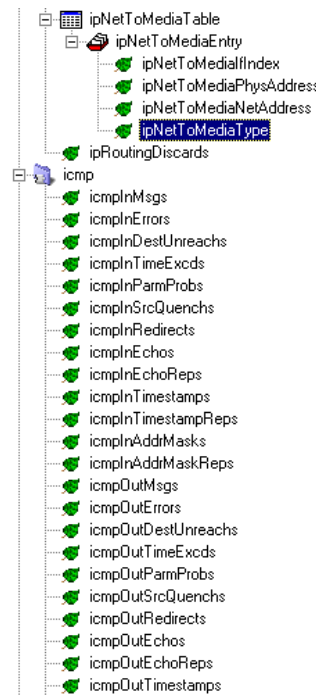 ipNetToMediaTable
ipNetToMediaEntry
ipNetToMediaIfIndex
ipNetToMediaPhysAddress
ipNetToMediaNetAddress
ipNetToMediaType
ipRoutingDiscards
icmp
icmpInMsgs
icmpInErrors
icmpInDestUnreachs
icmpInTimeExcds
icmpInParmProbs
icmpInSrcQuenchs
icmpInRedirects
icmpInEchos
icmpInEchoReps
icmpInTimestamps
icmpInTimestampReps
icmpInAddrMasks
icmpInAddrMaskReps
icmpOutMsgs
icmpOutErrors
icmpOutDestUnreachs
icmpOutTimeExcds
icmpOutParmProbs
icmpOutSrcQuenchs
icmpOutRedirects
icmpOutEchos
icmpOutEchoReps
icmpOutTimestamps